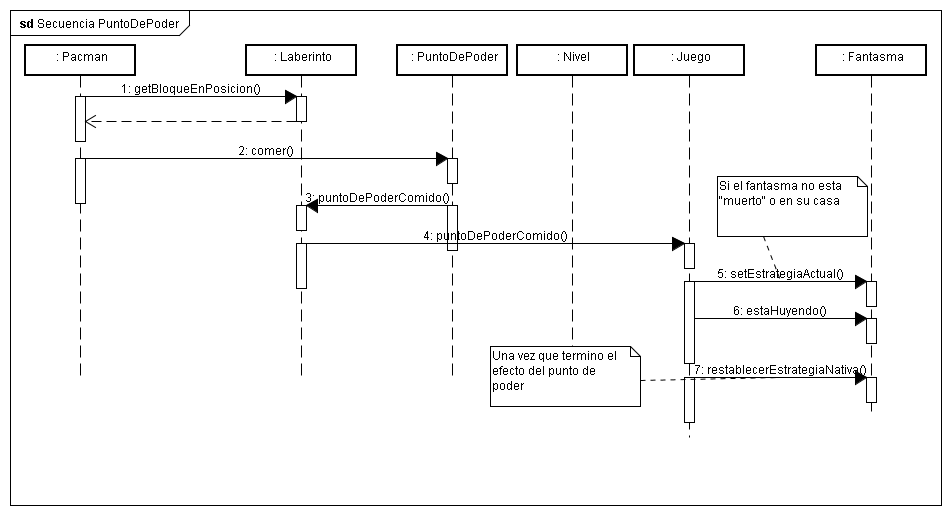 sd Secuencia PuntoDePoder
: Pacman
: Laberinto
: PuntoDePoder
: Nivel
: Juego
: Fantasma
1: getBloqueEnPosicion()
2: comer()
Si el fantasma no esta
"muerto" o en su casa
3: puntoDePoderComido()
4: puntoDePoderComido()
5: setEstrategiaActual()
6: estaHuyendo()
Una vez que termino el
efecto del punto de
poder
7: restablecerEstrategiaNativa()